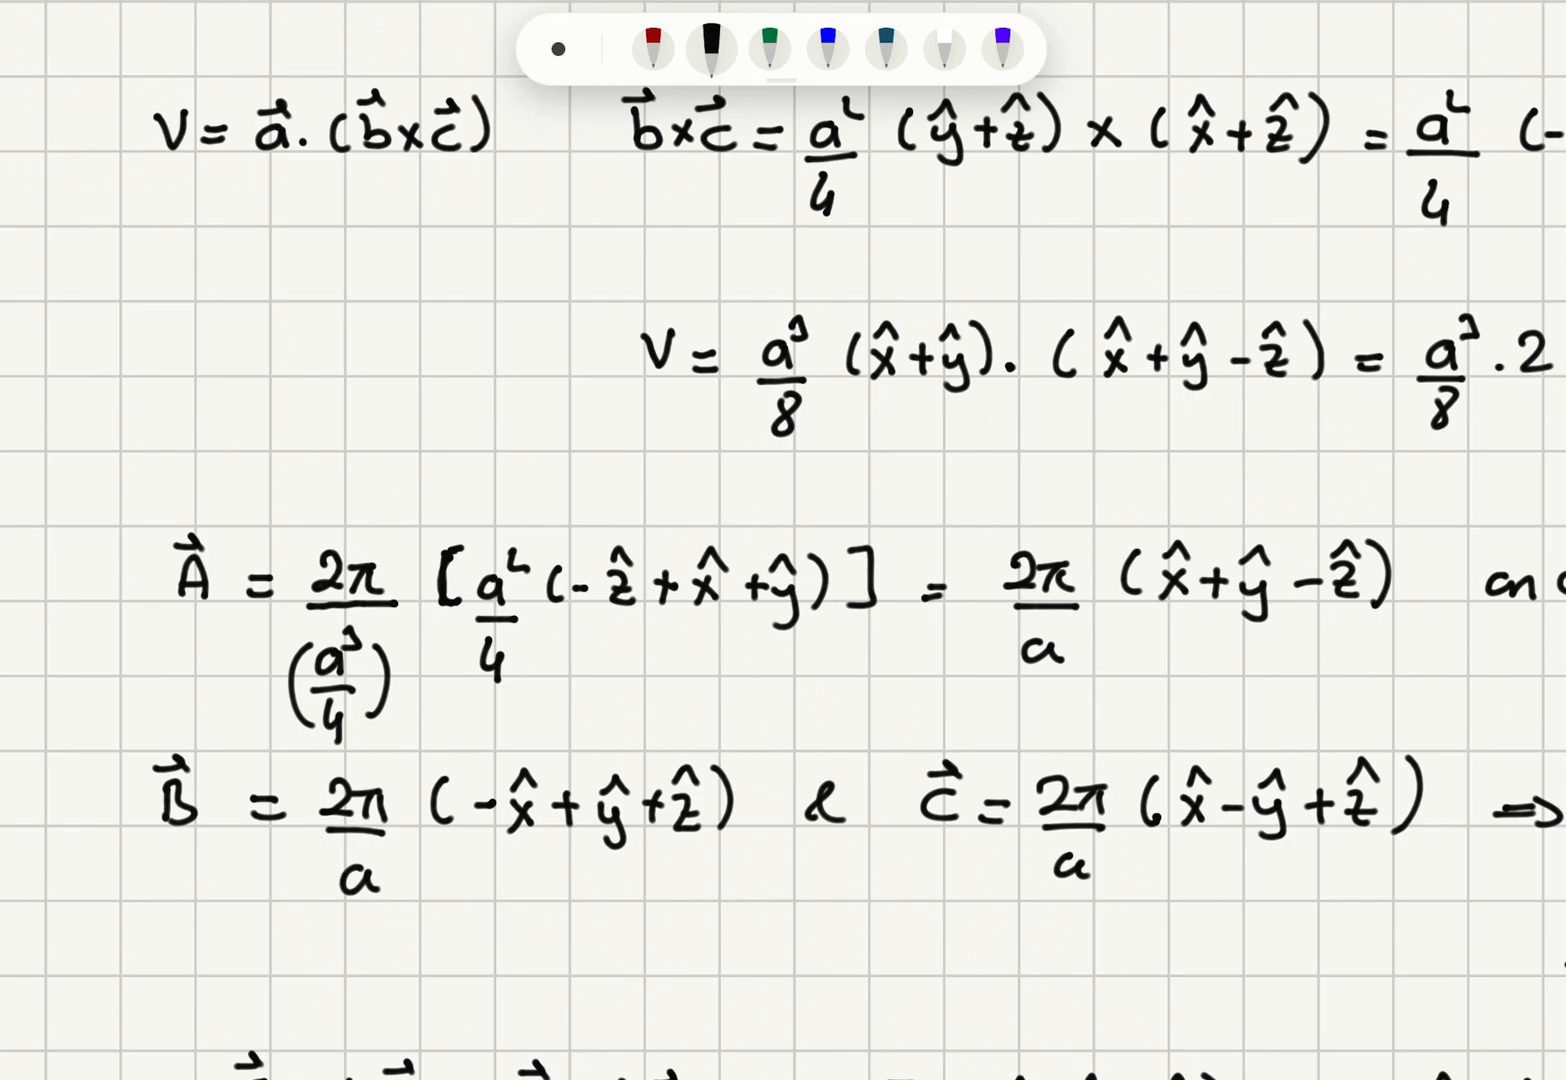 V = a⃗ . (b⃗ × c⃗)   b⃗ × c⃗ = a²/4 (ŷ + ẑ) × (x̂ + ẑ) = a²/4 (-
V = a³/8 (x̂ + ŷ) . (x̂ + ŷ - ẑ) = a³/8 . 2
A⃗ = 2π/(a³/4) [a²/4 (- ẑ + x̂ + ŷ)] = 2π/a (x̂ + ŷ - ẑ)
B⃗ = 2π/a (- x̂ + ŷ + ẑ) & C⃗ = 2π/a (x̂ - ŷ + ẑ) ⇒